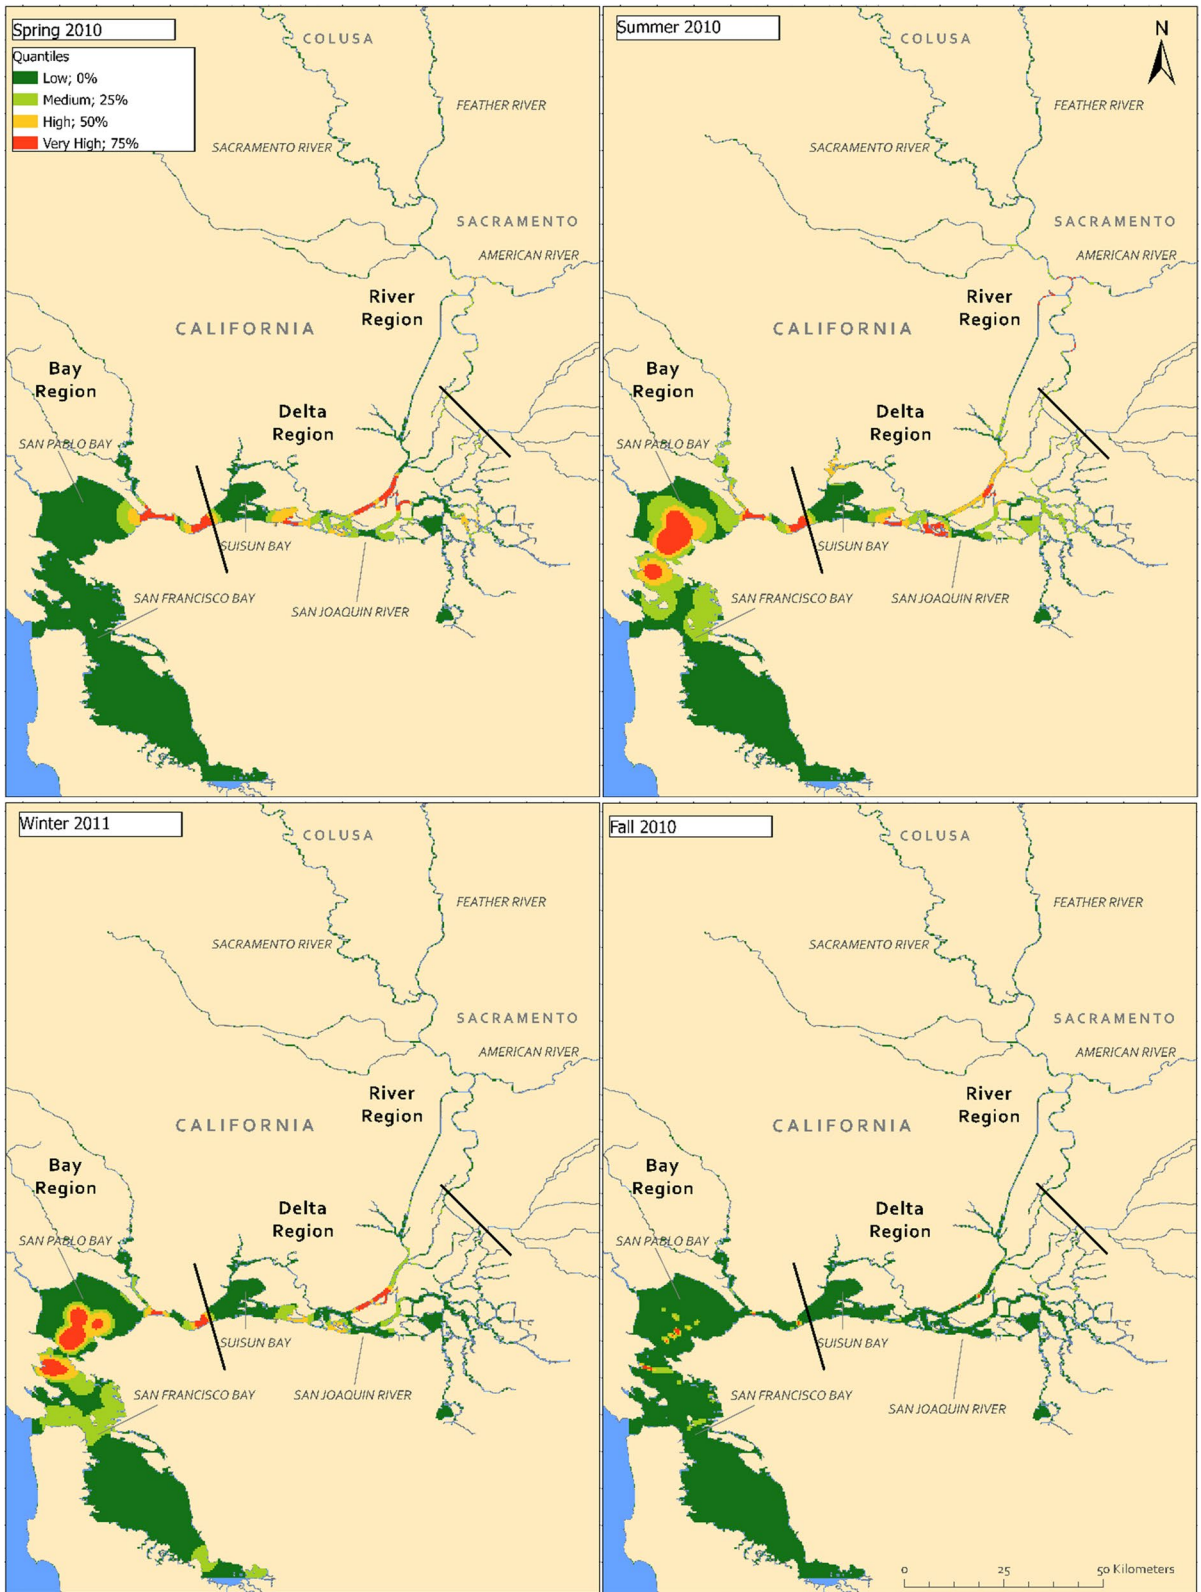 Spring 2010
Quantiles
Low; 0%
Medium; 25%
High; 50%
Very High; 75%
COLUSA
FEATHER RIVER
SACRAMENTO RIVER
SACRAMENTO
AMERICAN RIVER
River
Region
CALIFORNIA
Bay
Region
Delta
Region
SAN PABLO BAY
SUISUN BAY
SAN FRANCISCO BAY
SAN JOAQUIN RIVER
Summer 2010
N
COLUSA
FEATHER RIVER
SACRAMENTO RIVER
SACRAMENTO
AMERICAN RIVER
River
Region
CALIFORNIA
Bay
Region
Delta
Region
SAN PABLO BAY
SUISUN BAY
SAN FRANCISCO BAY
SAN JOAQUIN RIVER
Winter 2011
COLUSA
FEATHER RIVER
SACRAMENTO RIVER
SACRAMENTO
AMERICAN RIVER
River
Region
CALIFORNIA
Bay
Region
Delta
Region
SAN PABLO BAY
SUISUN BAY
SAN FRANCISCO BAY
SAN JOAQUIN RIVER
Fall 2010
COLUSA
FEATHER RIVER
SACRAMENTO RIVER
SACRAMENTO
AMERICAN RIVER
River
Region
CALIFORNIA
Bay
Region
Delta
Region
SAN PABLO BAY
SUISUN BAY
SAN FRANCISCO BAY
SAN JOAQUIN RIVER
0 25 50 Kilometers